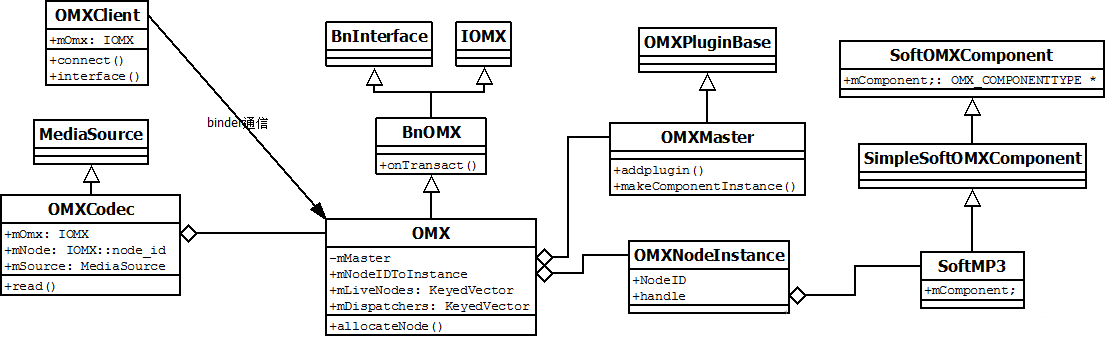 OMXClient
+mOmx: IOMX
+connect()
+interface()
BnInterface
IOMX
OMXPluginBase
SoftOMXComponent
+mComponent;: OMX_COMPONENTTYPE *
binder通信
MediaSource
BnOMX
+onTransact()
OMXMaster
+addplugin()
+makeComponentInstance()
SimpleSoftOMXComponent
OMXCodec
+mOmx: IOMX
+mNode: IOMX::node_id
+mSource: MediaSource
+read()
OMX
-mMaster
+mNodeIDToInstance
+mLiveNodes: KeyedVector
+mDispatchers: KeyedVector
+allocateNode()
OMXNodeInstance
+NodeID
+handle
SoftMP3
+mComponent;